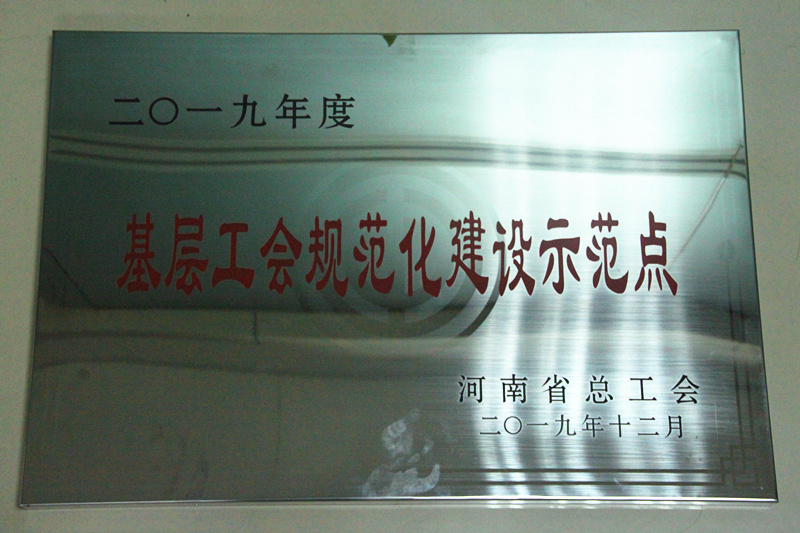 二〇一九年度
基层工会规范化建设示范点
河南省总工会
二〇一九年十二月